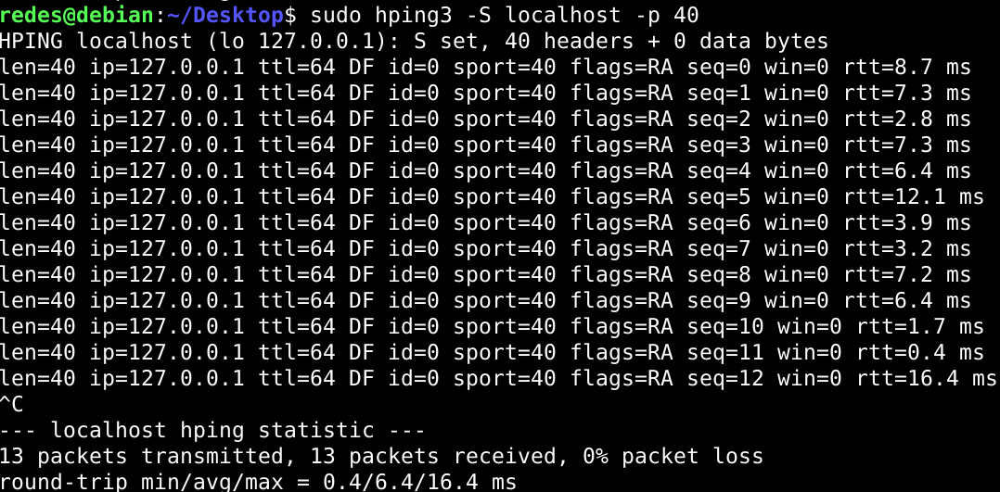 redes@debian:~/Desktop$ sudo hping3 -S localhost -p 40
HPING localhost (lo 127.0.0.1): S set, 40 headers + 0 data bytes
len=40 ip=127.0.0.1 ttl=64 DF id=0 sport=40 flags=RA seq=0 win=0 rtt=8.7 ms
len=40 ip=127.0.0.1 ttl=64 DF id=0 sport=40 flags=RA seq=1 win=0 rtt=7.3 ms
len=40 ip=127.0.0.1 ttl=64 DF id=0 sport=40 flags=RA seq=2 win=0 rtt=2.8 ms
len=40 ip=127.0.0.1 ttl=64 DF id=0 sport=40 flags=RA seq=3 win=0 rtt=7.3 ms
len=40 ip=127.0.0.1 ttl=64 DF id=0 sport=40 flags=RA seq=4 win=0 rtt=6.4 ms
len=40 ip=127.0.0.1 ttl=64 DF id=0 sport=40 flags=RA seq=5 win=0 rtt=12.1 ms
len=40 ip=127.0.0.1 ttl=64 DF id=0 sport=40 flags=RA seq=6 win=0 rtt=3.9 ms
len=40 ip=127.0.0.1 ttl=64 DF id=0 sport=40 flags=RA seq=7 win=0 rtt=3.2 ms
len=40 ip=127.0.0.1 ttl=64 DF id=0 sport=40 flags=RA seq=8 win=0 rtt=7.2 ms
len=40 ip=127.0.0.1 ttl=64 DF id=0 sport=40 flags=RA seq=9 win=0 rtt=6.4 ms
len=40 ip=127.0.0.1 ttl=64 DF id=0 sport=40 flags=RA seq=10 win=0 rtt=1.7 ms
len=40 ip=127.0.0.1 ttl=64 DF id=0 sport=40 flags=RA seq=11 win=0 rtt=0.4 ms
len=40 ip=127.0.0.1 ttl=64 DF id=0 sport=40 flags=RA seq=12 win=0 rtt=16.4 ms
^C
--- localhost hping statistic ---
13 packets transmitted, 13 packets received, 0% packet loss
round-trip min/avg/max = 0.4/6.4/16.4 ms